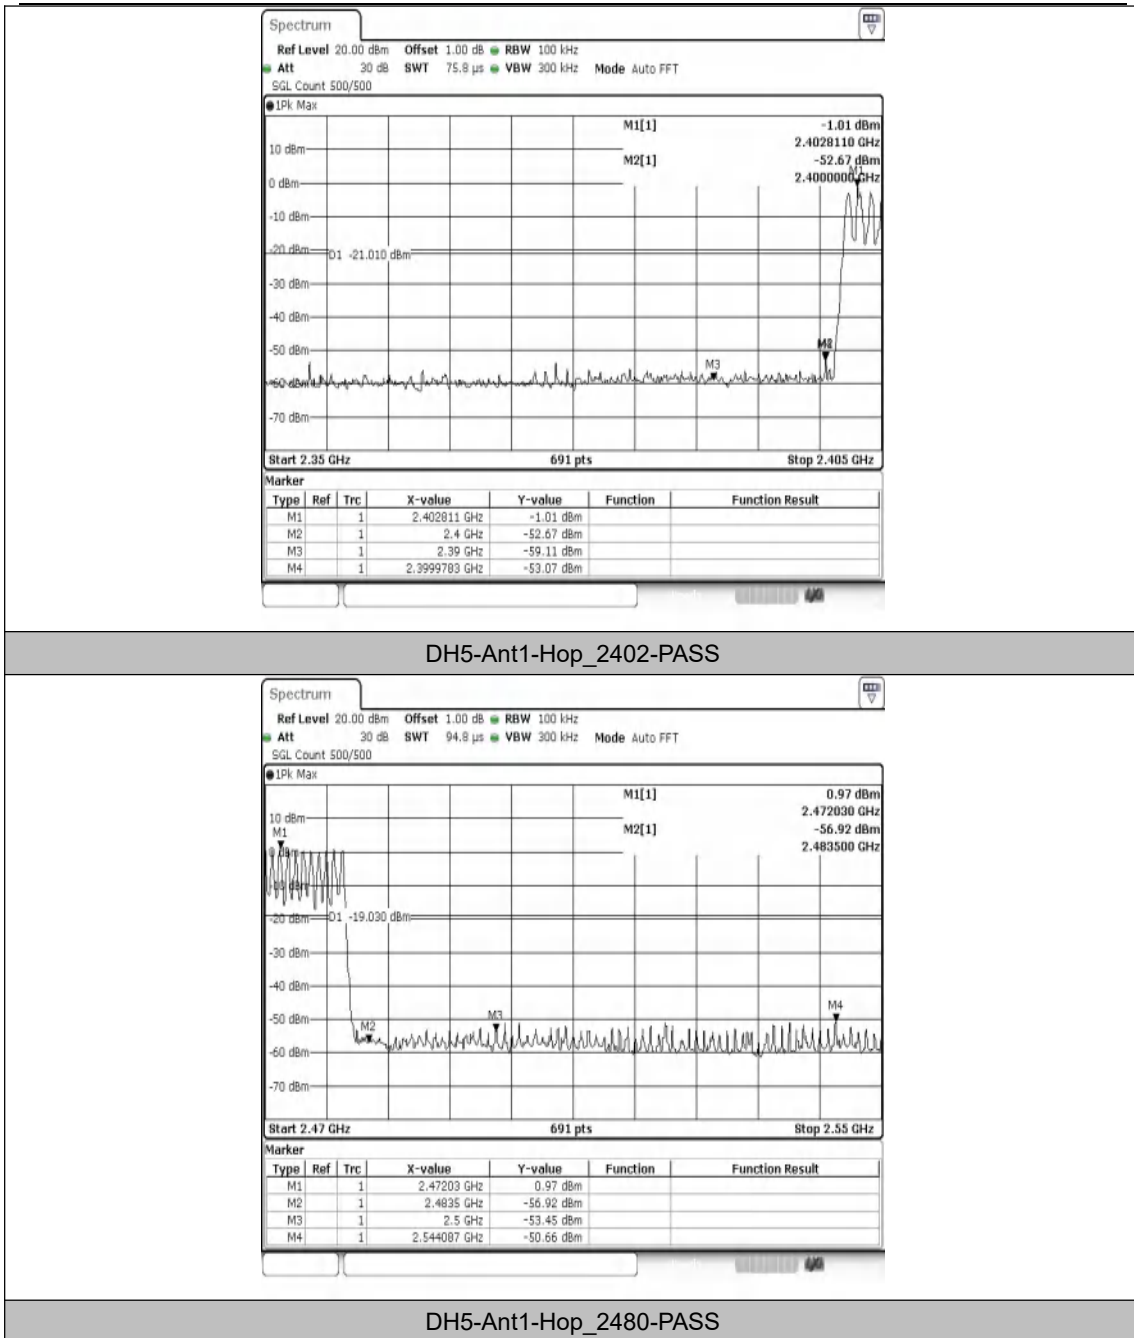 Spectrum
Ref Level 20.00 dBm Offset 1.00 dB RBW 100 kHz
Att 30 dB SWT 75.8 µs VBW 300 kHz Mode Auto FFT
SGL Count 500/500
1Pk Max
M1[1] -1.01 dBm
2.4028110 GHz
10 dBm
M2[1] -52.67 dBm
M1
2.4000000 GHz
0 dBm
-10 dBm
-20 dBm
D1 -21.010 dBm
-30 dBm
-40 dBm
-50 dBm
M3
-60 dBm
-70 dBm
Start 2.35 GHz 691 pts Stop 2.405 GHz
Marker
Type Ref Trc X-value Y-value Function Function Result
M1 1 2.402811 GHz -1.01 dBm
M2 1 2.4 GHz -52.67 dBm
M3 1 2.39 GHz -59.11 dBm
M4 1 2.3999783 GHz -53.07 dBm
DH5-Ant1-Hop_2402-PASS
Spectrum
Ref Level 20.00 dBm Offset 1.00 dB RBW 100 kHz
Att 30 dB SWT 94.8 µs VBW 300 kHz Mode Auto FFT
SGL Count 500/500
1Pk Max
M1[1] 0.97 dBm
2.472030 GHz
10 dBm
M1
M2[1] -56.92 dBm
2.483500 GHz
0 dBm
-10 dBm
-20 dBm
D1 -19.030 dBm
-30 dBm
-40 dBm
M4
-50 dBm
M3
M2
-60 dBm
-70 dBm
Start 2.47 GHz 691 pts Stop 2.55 GHz
Marker
Type Ref Trc X-value Y-value Function Function Result
M1 1 2.47203 GHz 0.97 dBm
M2 1 2.4835 GHz -56.92 dBm
M3 1 2.5 GHz -53.45 dBm
M4 1 2.544087 GHz -50.66 dBm
DH5-Ant1-Hop_2480-PASS